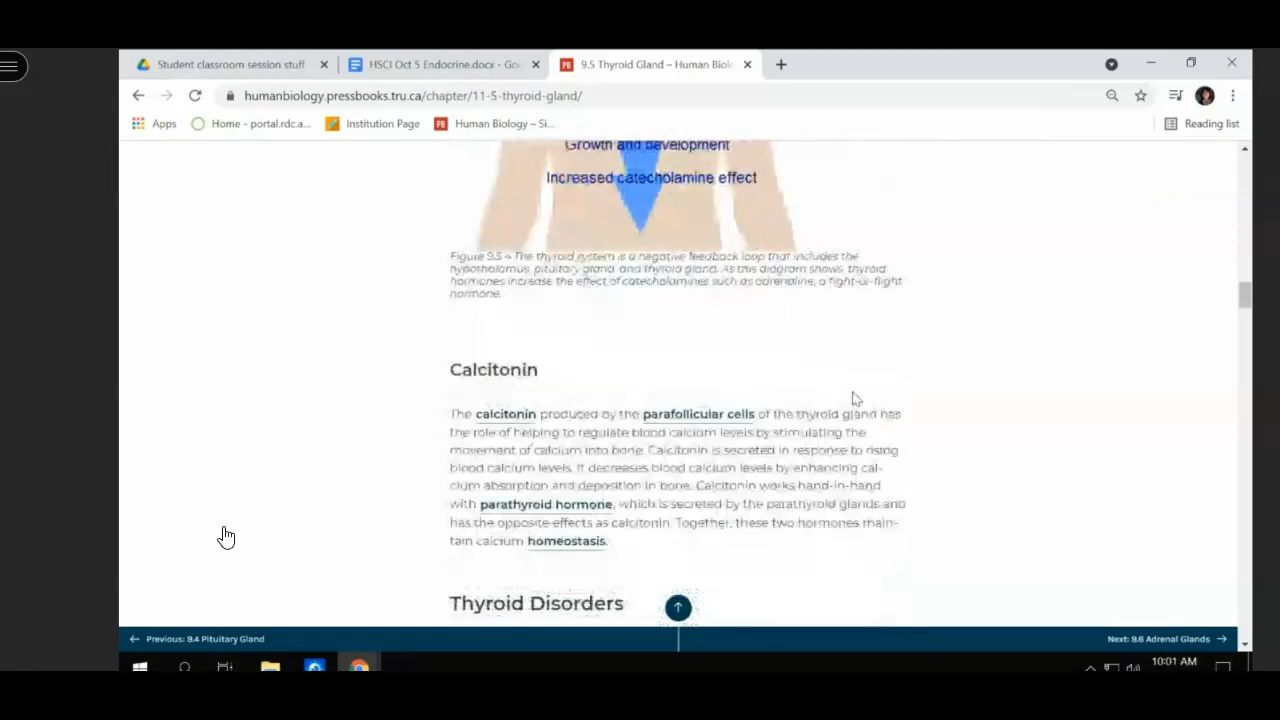 Student classroom session stuff
HSCI Oct 5 Endocrine.docx - Goo
9.5 Thyroid Gland – Human Biol
humanbiology.pressbooks.tru.ca/chapter/11-5-thyroid-gland/
Apps
Home - portal.rdc.a...
Institution Page
Human Biology – Si...
Reading list
Growth and development
Increased catecholamine effect
Figure 9.5.4 The thyroid system is a negative feedback loop that includes the
hypothalamus, pituitary gland, and thyroid gland. As this diagram shows, thyroid
hormones increase the effect of catecholamines such as adrenaline, a fight-or-flight
hormone.
Calcitonin
The calcitonin produced by the parafollicular cells of the thyroid gland has
the role of helping to regulate blood calcium levels by stimulating the
movement of calcium into bone. Calcitonin is secreted in response to rising
blood calcium levels. It decreases blood calcium levels by enhancing cal-
cium absorption and deposition in bone. Calcitonin works hand-in-hand
with parathyroid hormone, which is secreted by the parathyroid glands and
has the opposite effects as calcitonin. Together, these two hormones main-
tain calcium homeostasis.
Thyroid Disorders
Previous: 9.4 Pituitary Gland
Next: 9.6 Adrenal Glands
10:01 AM